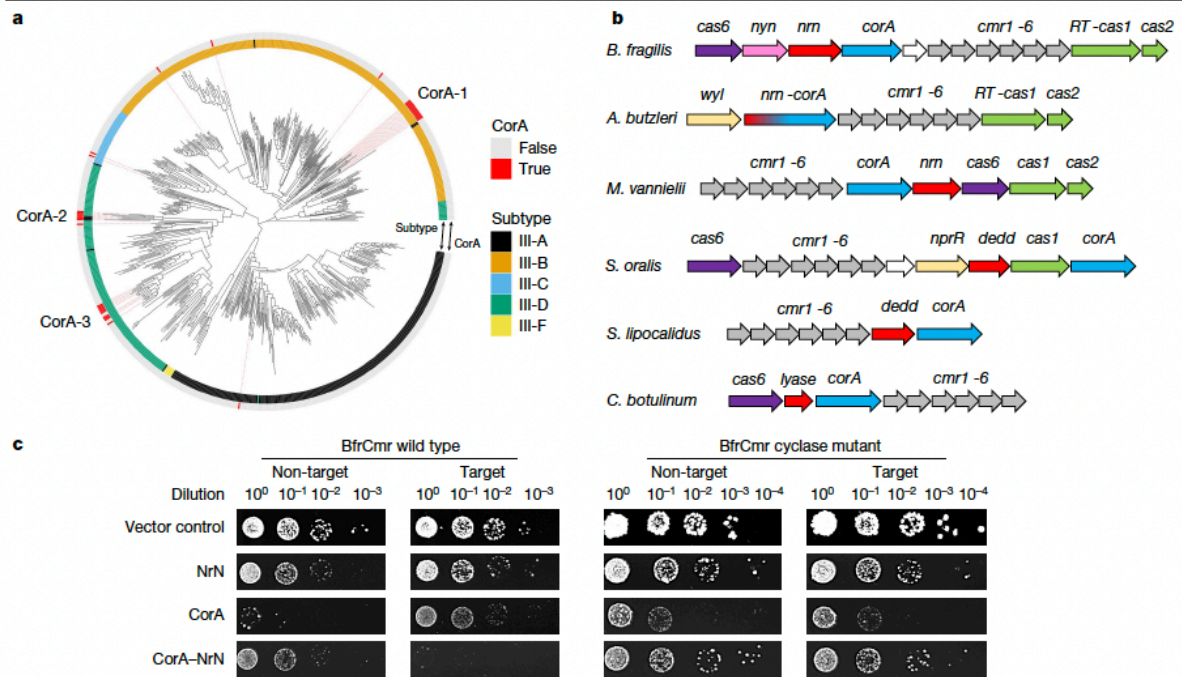 a
CorA-1
CorA-2
CorA-3
Subtype
CorA
CorA
False
True
Subtype
III-A
III-B
III-C
III-D
III-F
b
cas6 nyn nrn corA cmr1 -6 RT -cas1 cas2
B. fragilis
wyl nrn -corA cmr1 -6 RT -cas1 cas2
A. butzleri
cmr1 -6 corA nrn cas6 cas1 cas2
M. vannielii
cas6 cmr1 -6 nprR dedd cas1 corA
S. oralis
cmr1 -6 dedd corA
S. lipocalidus
cas6 lyase corA cmr1 -6
C. botulinum
c
BfrCmr wild type BfrCmr cyclase mutant
Non-target Target Non-target Target
Dilution 10⁰ 10⁻¹ 10⁻² 10⁻³ 10⁰ 10⁻¹ 10⁻² 10⁻³ 10⁰ 10⁻¹ 10⁻² 10⁻³ 10⁻⁴ 10⁰ 10⁻¹ 10⁻² 10⁻³ 10⁻⁴
Vector control
NrN
CorA
CorA–NrN